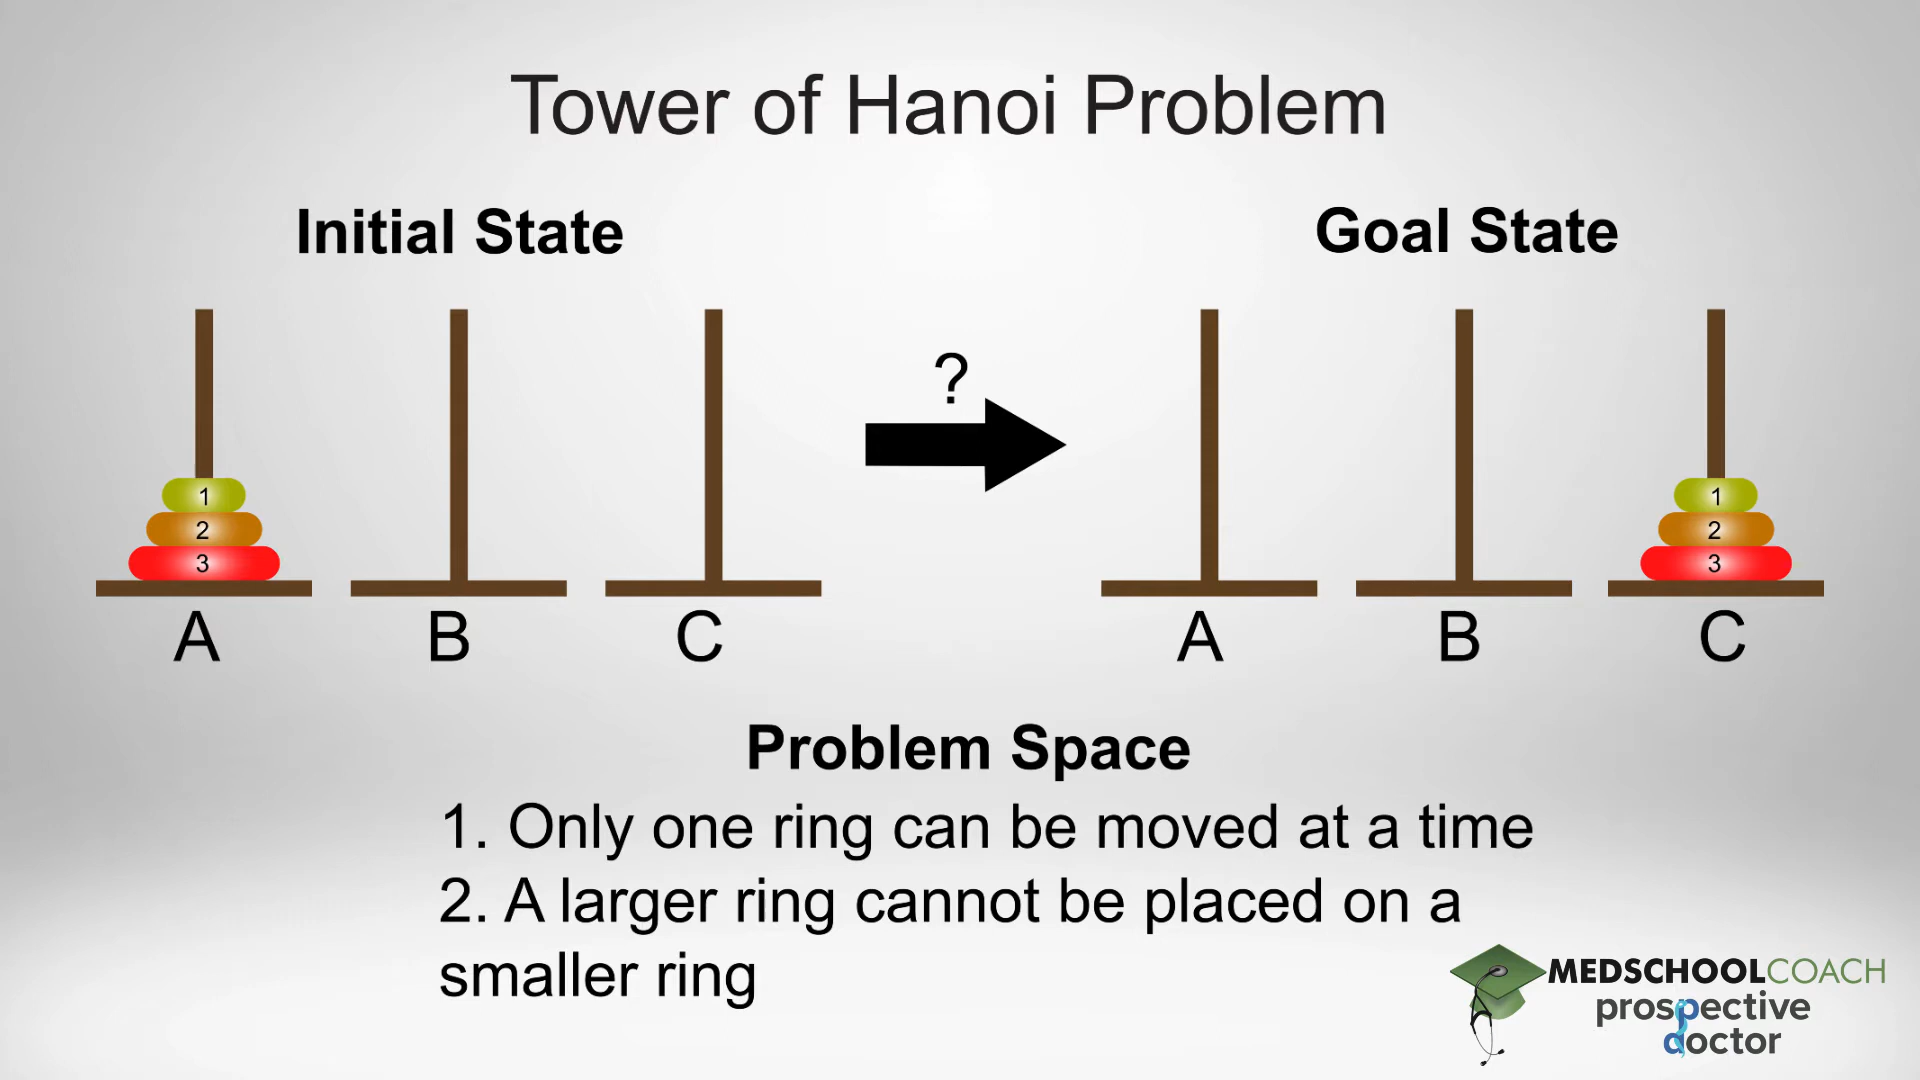 Tower of Hanoi Problem
Initial State
Goal State
?
1
2
3
A
B
C
1
2
3
A
B
C
Problem Space
1. Only one ring can be moved at a time
2. A larger ring cannot be placed on a
smaller ring
MEDSCHOOLCOACH
prospective
doctor